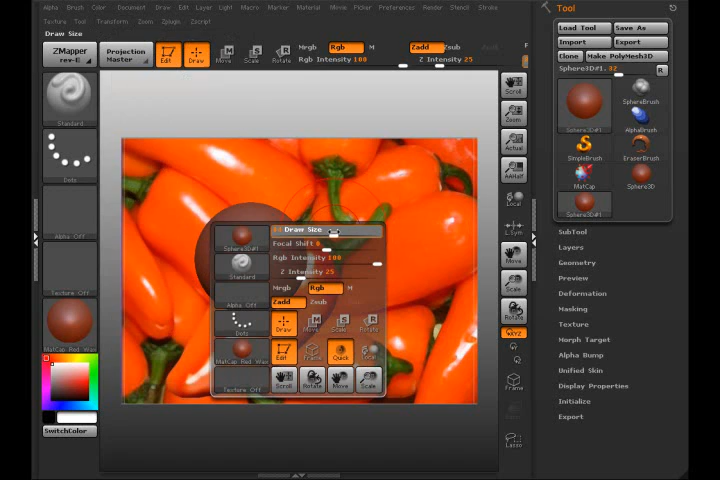 Alpha Brush Color Document Draw Edit Layer Light Macro Marker Material Movie Picker Preferences Render Stencil Stroke
Texture Tool Transform Zoom Zplugin Zscript
Draw Size
ZMapper
rev-E
Projection
Master
Edit
Draw
Move
Scale
Rotate
Mrgb Rgb M
Rgb Intensity 100
Zadd Zsub
Z Intensity 25
Standard
Dots
Alpha Off
Texture Off
MatCap Red Wax
SwitchColor
Draw Size
Focal Shift 0
Rgb Intensity 100
Z Intensity 25
Mrgb Rgb M
Zadd Zsub
Sphere3D#1
Standard
Alpha Off
Dots
MatCap Red Wax
Texture Off
Draw Move Scale Rotate
Edit Frame Quick Local
Scroll Rotate Move Scale
Scroll
Zoom
Actual
AAHalf
Local
L.Sym
Move
Scale
Rotate
XYZ
Frame
Lasso
Tool
Load Tool Save As
Import Export
Clone Make PolyMesh3D
Sphere3D#1. 32 R
Sphere3D#1
SphereBrush
AlphaBrush
SimpleBrush
EraserBrush
MatCap
Sphere3D
Sphere3D#1
SubTool
Layers
Geometry
Preview
Deformation
Masking
Texture
Morph Target
Alpha Bump
Unified Skin
Display Properties
Initialize
Export